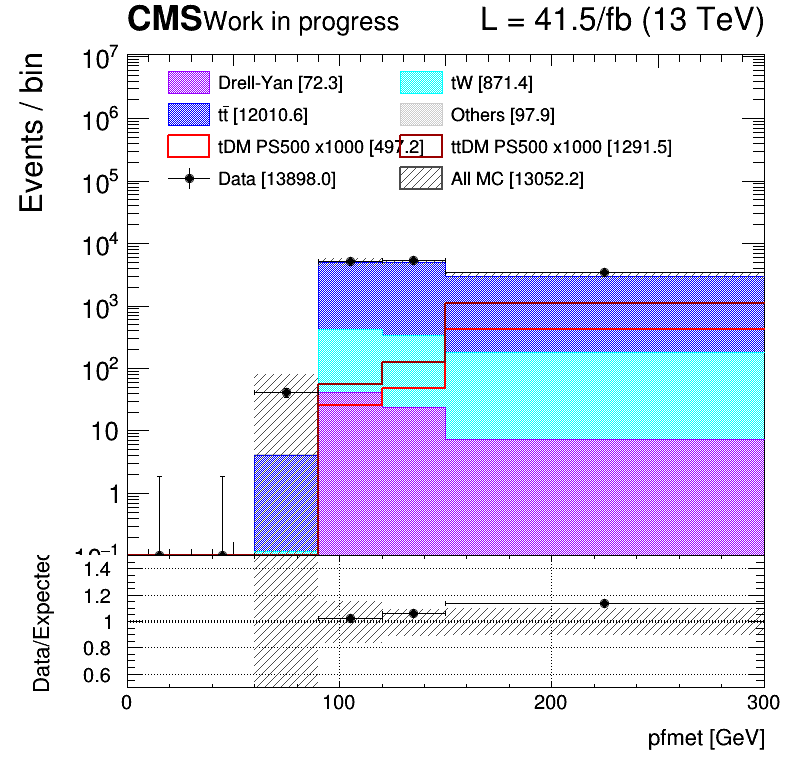 CMS Work in progress L = 41.5/fb (13 TeV)
Events / bin
10⁷
10⁶
10⁵
10⁴
10³
10²
10
1
10⁻¹
Drell-Yan [72.3]
tW [871.4]
tt̄ [12010.6]
Others [97.9]
tDM PS500 x1000 [497.2]
ttDM PS500 x1000 [1291.5]
Data [13898.0]
All MC [13052.2]
Data/Expected
1.4
1.2
1
0.8
0.6
0 100 200 300
pfmet [GeV]